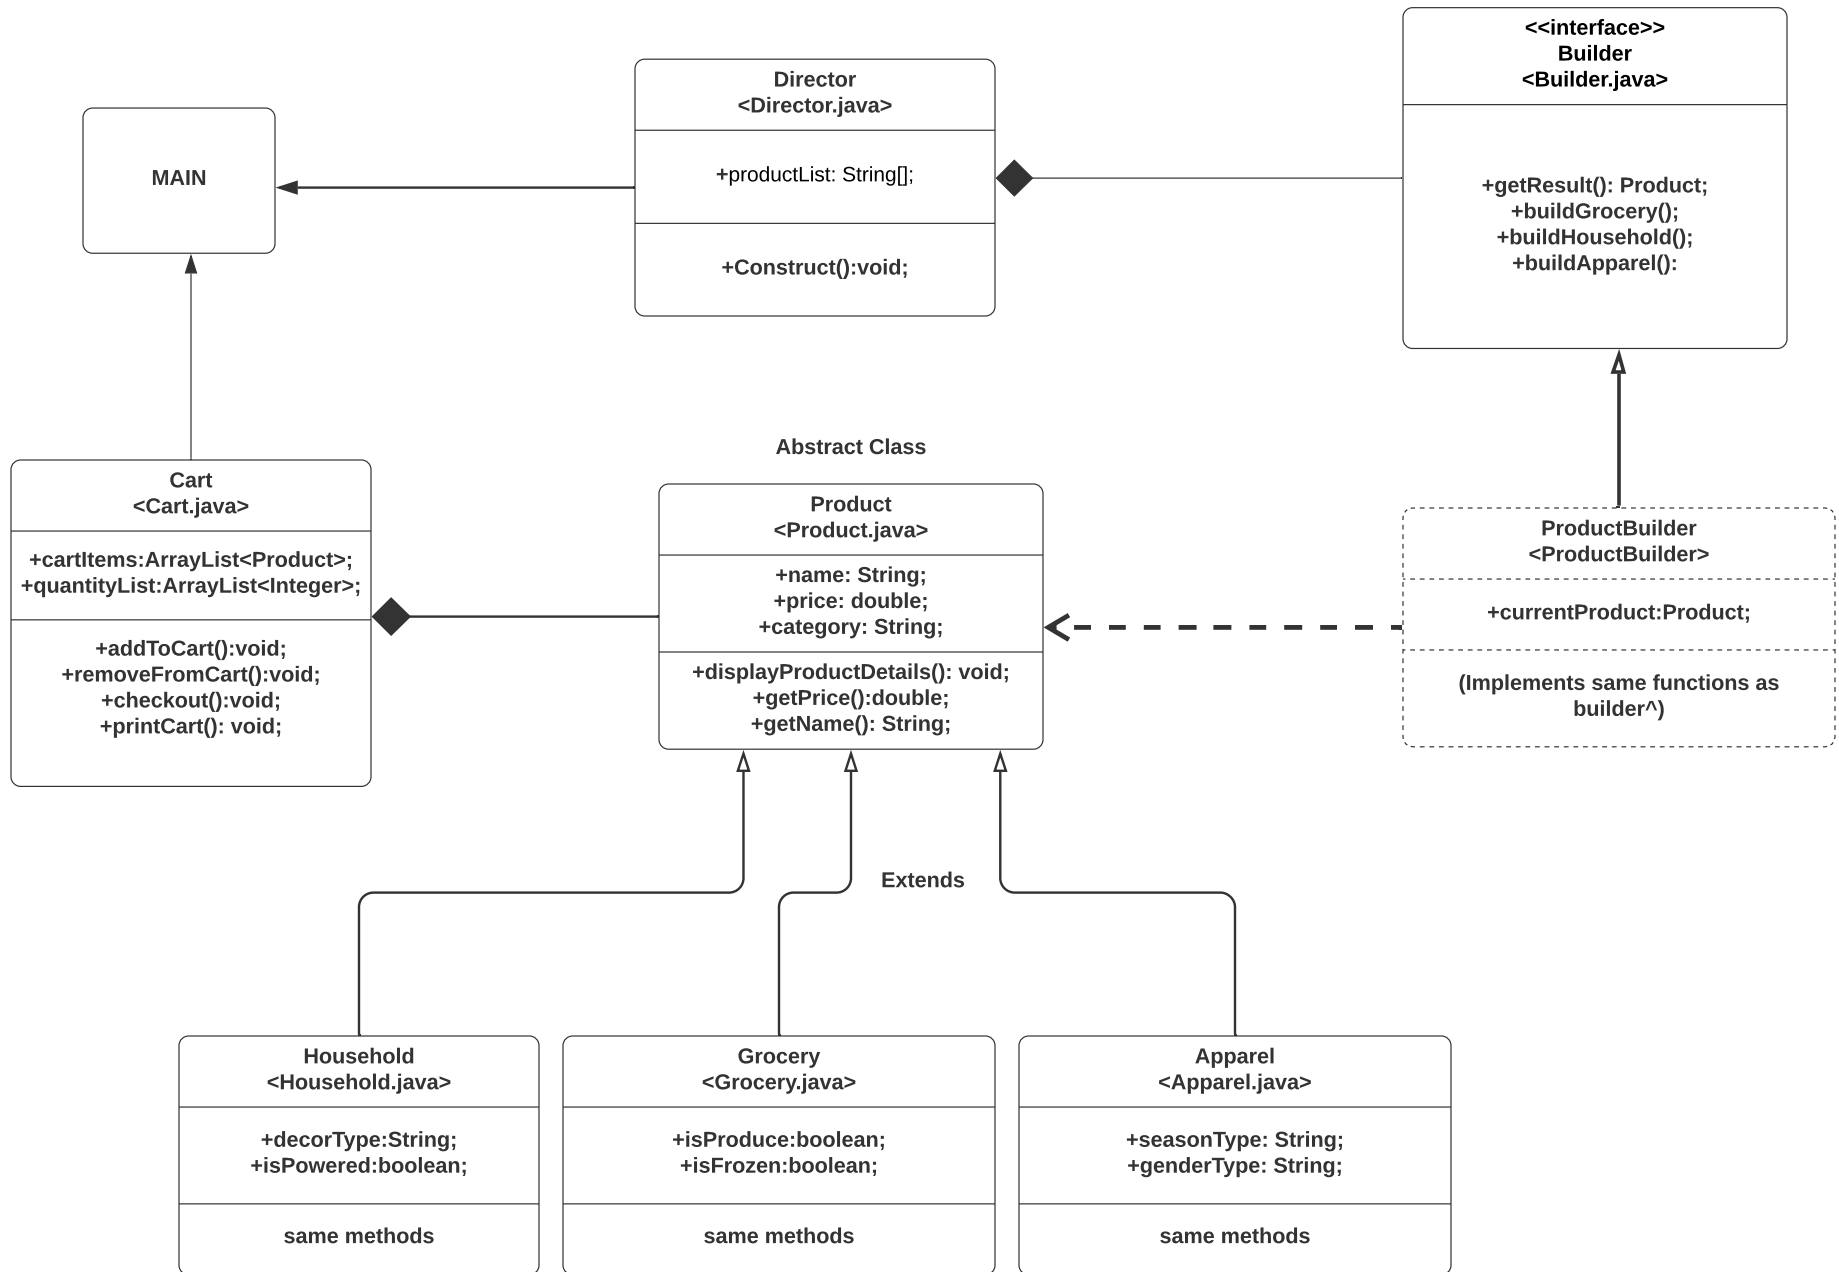 <<interface>>
Builder
<Builder.java>
+getResult(): Product;
+buildGrocery();
+buildHousehold();
+buildApparel():
Director
<Director.java>
+productList: String[];
+Construct():void;
MAIN
Cart
<Cart.java>
+cartItems:ArrayList<Product>;
+quantityList:ArrayList<Integer>;
+addToCart():void;
+removeFromCart():void;
+checkout():void;
+printCart(): void;
Abstract Class
Product
<Product.java>
+name: String;
+price: double;
+category: String;
+displayProductDetails(): void;
+getPrice():double;
+getName(): String;
ProductBuilder
<ProductBuilder>
+currentProduct:Product;
(Implements same functions as
builder^)
Extends
Household
<Household.java>
+decorType:String;
+isPowered:boolean;
same methods
Grocery
<Grocery.java>
+isProduce:boolean;
+isFrozen:boolean;
same methods
Apparel
<Apparel.java>
+seasonType: String;
+genderType: String;
same methods